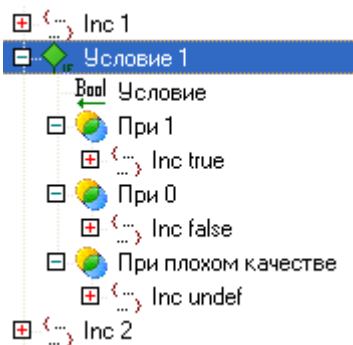 Inc 1
IF Условие 1
Bool Условие
При 1
Inc true
При 0
Inc false
При плохом качестве
Inc undef
Inc 2